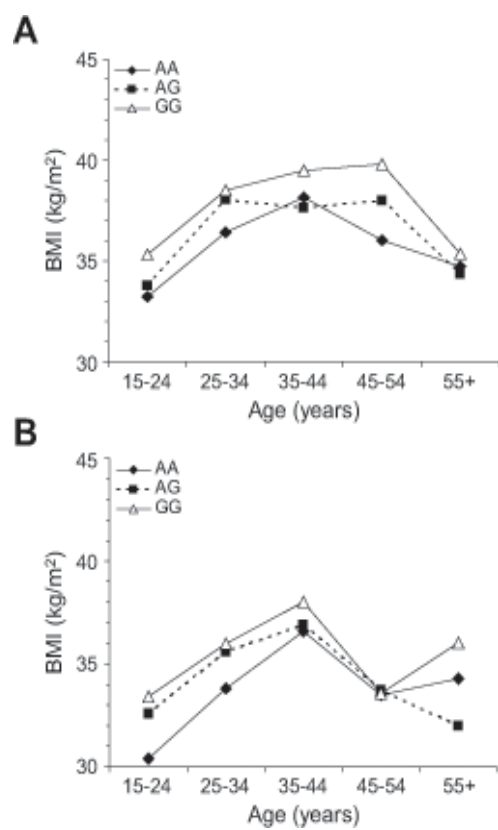 A
45
AA
AG
GG
40
35
30
BMI (kg/m²)
15-24 25-34 35-44 45-54 55+
Age (years)
B
45
AA
AG
GG
40
35
30
BMI (kg/m²)
15-24 25-34 35-44 45-54 55+
Age (years)